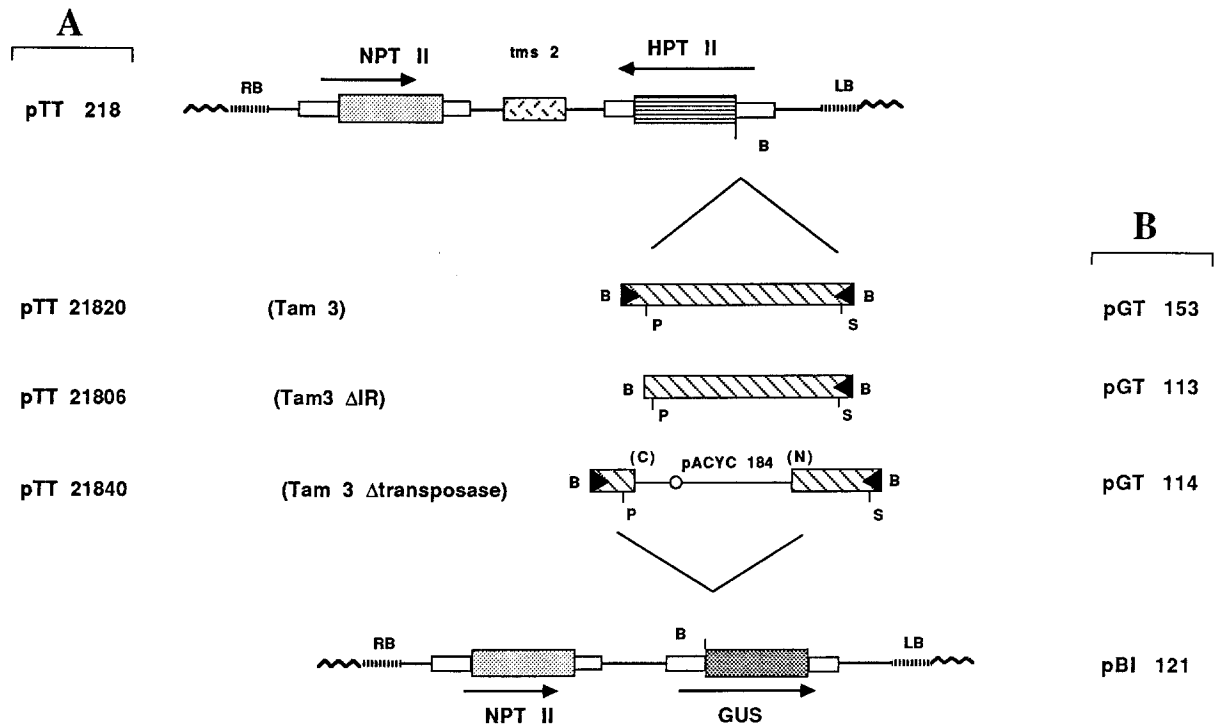 A
NPT II
tms 2
HPT II
RB
LB
pTT 218
B
B
pTT 21820
(Tam 3)
B
B
P
S
pGT 153
pTT 21806
(Tam3 ΔIR)
B
B
P
S
pGT 113
pTT 21840
(Tam 3 Δtransposase)
B
(C)
pACYC 184
(N)
B
P
S
pGT 114
RB
B
LB
pBI 121
NPT II
GUS